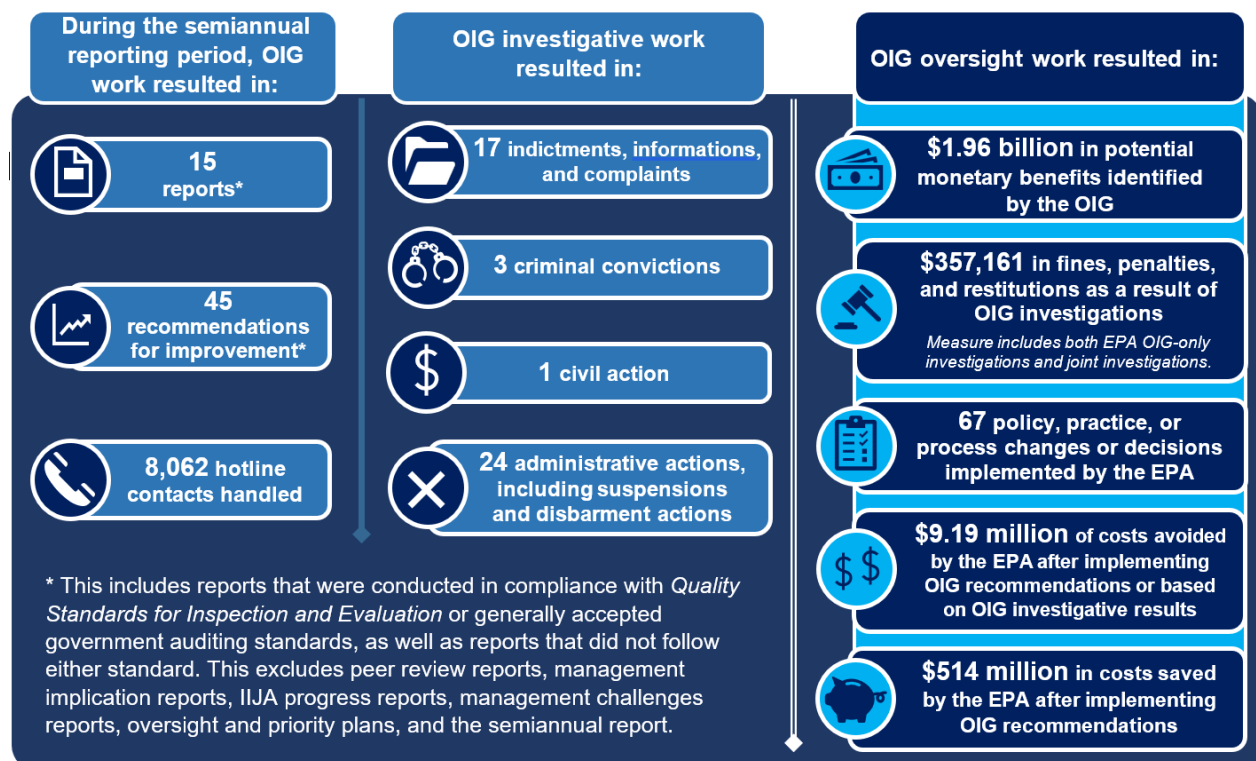 During the semiannual
reporting period, OIG
work resulted in:
15
reports*
45
recommendations
for improvement*
8,062 hotline
contacts handled
OIG investigative work
resulted in:
17 indictments, informations,
and complaints
3 criminal convictions
1 civil action
24 administrative actions,
including suspensions
and disbarment actions
* This includes reports that were conducted in compliance with Quality
Standards for Inspection and Evaluation or generally accepted
government auditing standards, as well as reports that did not follow
either standard. This excludes peer review reports, management
implication reports, IIJA progress reports, management challenges
reports, oversight and priority plans, and the semiannual report.
OIG oversight work resulted in:
$1.96 billion in potential
monetary benefits identified
by the OIG
$357,161 in fines, penalties,
and restitutions as a result of
OIG investigations
Measure includes both EPA OIG-only
investigations and joint investigations.
67 policy, practice, or
process changes or decisions
implemented by the EPA
$9.19 million of costs avoided
by the EPA after implementing
OIG recommendations or based
on OIG investigative results
$514 million in costs saved
by the EPA after implementing
OIG recommendations